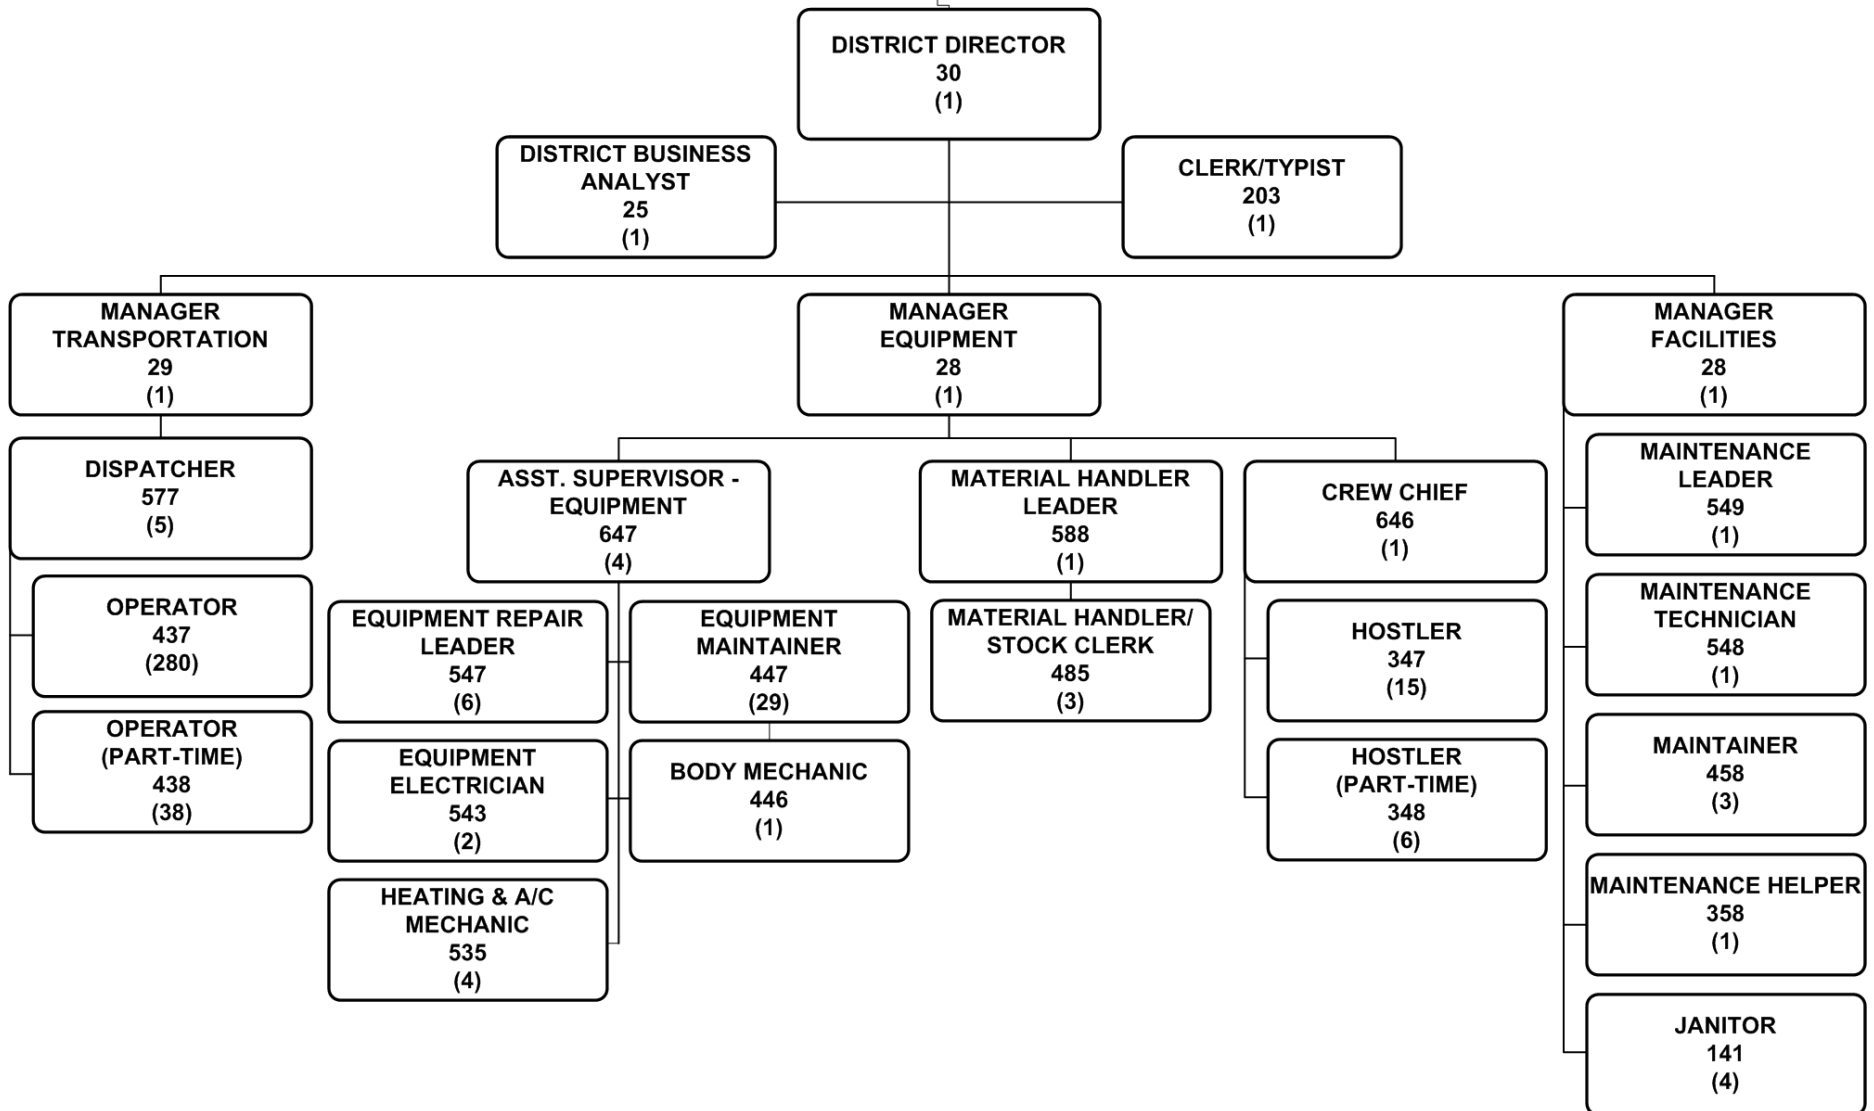 DISTRICT DIRECTOR
30
(1)
DISTRICT BUSINESS
ANALYST
25
(1)
CLERK/TYPIST
203
(1)
MANAGER
TRANSPORTATION
29
(1)
MANAGER
EQUIPMENT
28
(1)
MANAGER
FACILITIES
28
(1)
DISPATCHER
577
(5)
OPERATOR
437
(280)
OPERATOR
(PART-TIME)
438
(38)
ASST. SUPERVISOR -
EQUIPMENT
647
(4)
EQUIPMENT REPAIR
LEADER
547
(6)
EQUIPMENT
MAINTAINER
447
(29)
EQUIPMENT
ELECTRICIAN
543
(2)
BODY MECHANIC
446
(1)
HEATING & A/C
MECHANIC
535
(4)
MATERIAL HANDLER
LEADER
588
(1)
MATERIAL HANDLER/
STOCK CLERK
485
(3)
CREW CHIEF
646
(1)
HOSTLER
347
(15)
HOSTLER
(PART-TIME)
348
(6)
MAINTENANCE
LEADER
549
(1)
MAINTENANCE
TECHNICIAN
548
(1)
MAINTAINER
458
(3)
MAINTENANCE HELPER
358
(1)
JANITOR
141
(4)